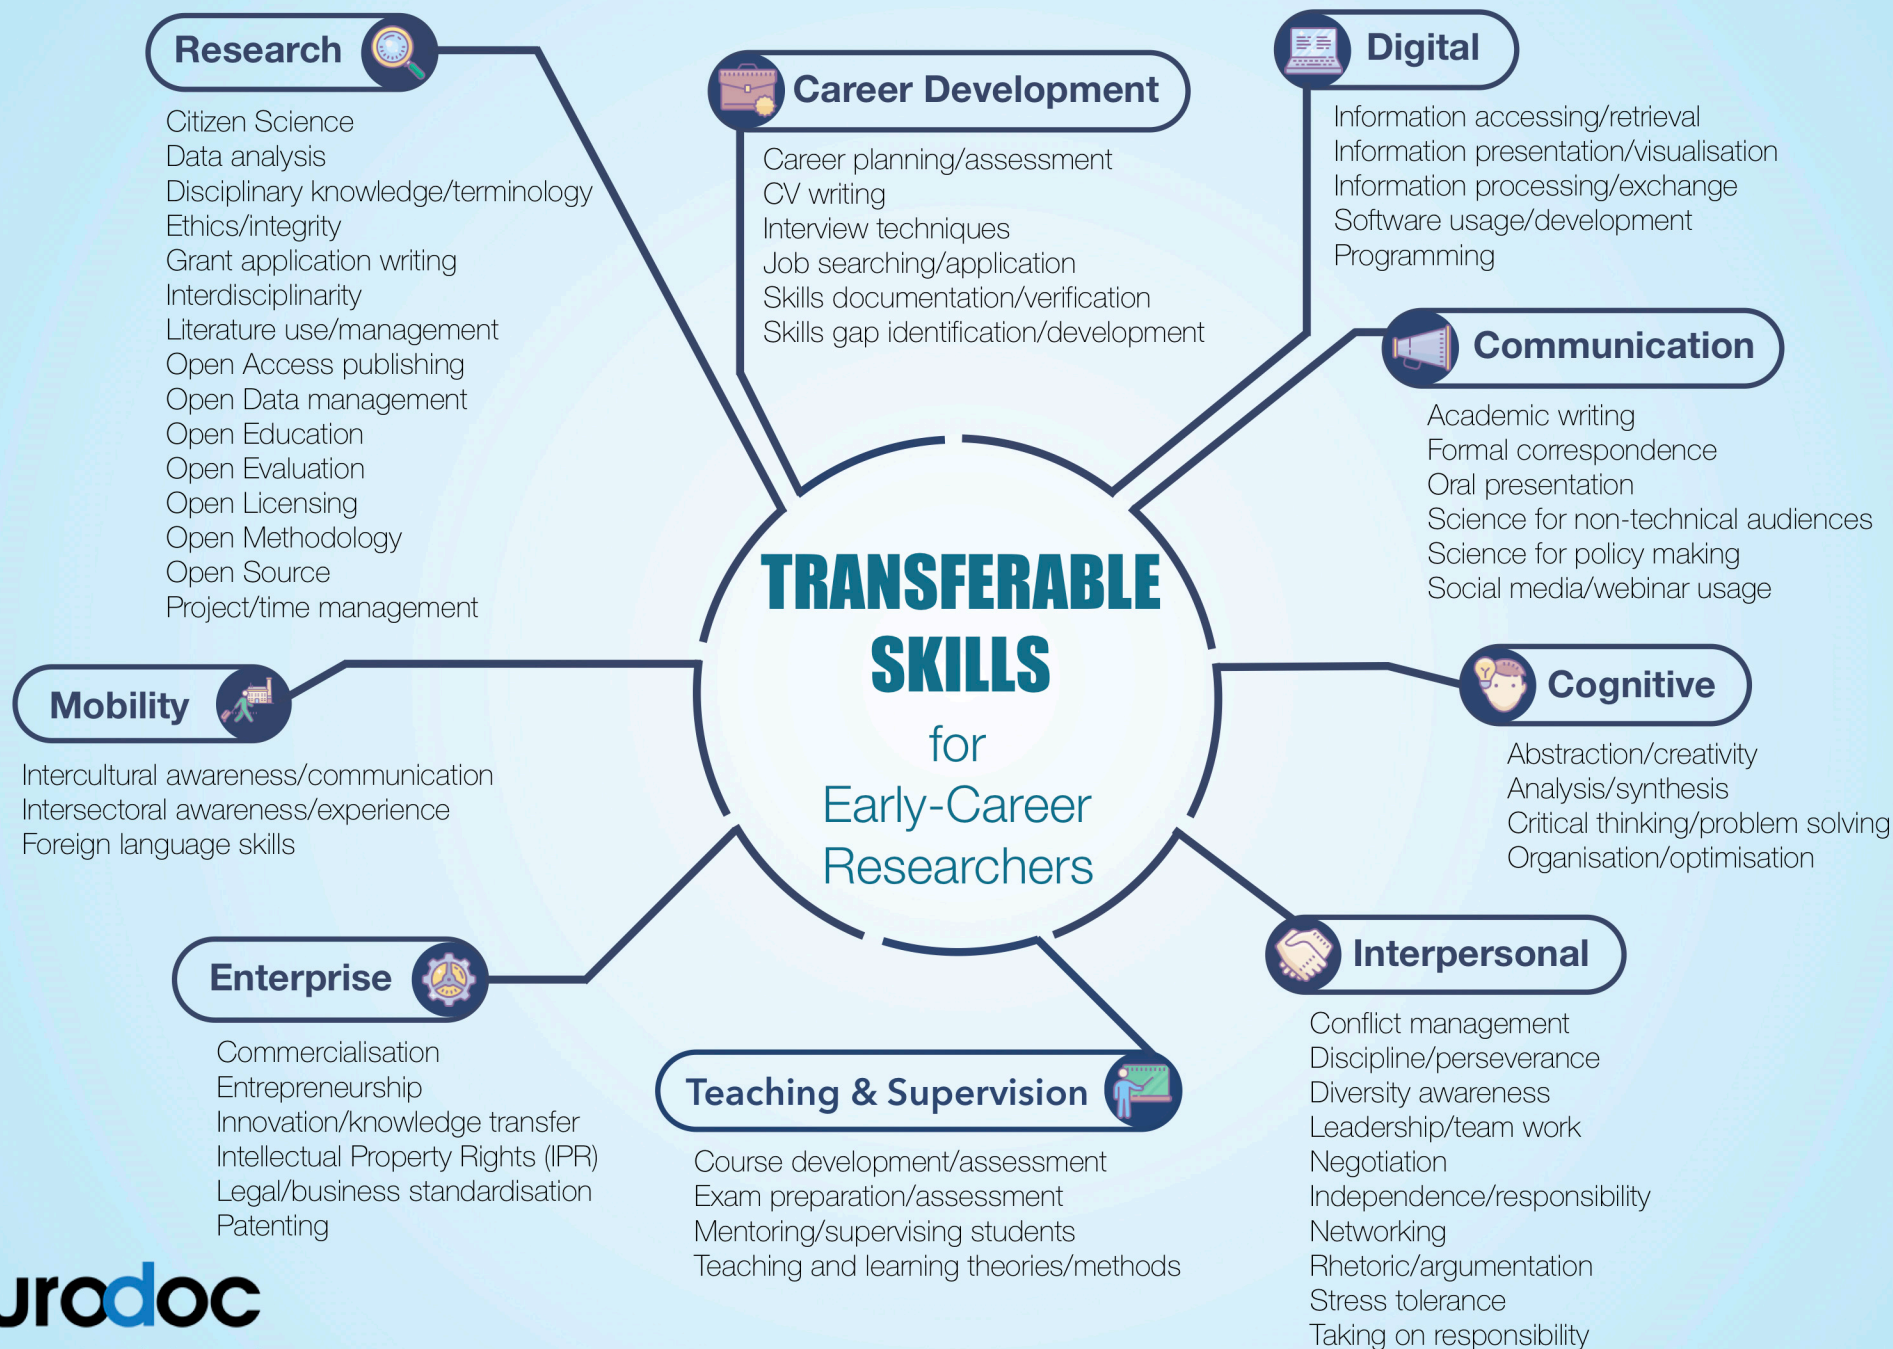 Research
Citizen Science
Data analysis
Disciplinary knowledge/terminology
Ethics/integrity
Grant application writing
Interdisciplinarity
Literature use/management
Open Access publishing
Open Data management
Open Education
Open Evaluation
Open Licensing
Open Methodology
Open Source
Project/time management
Career Development
Career planning/assessment
CV writing
Interview techniques
Job searching/application
Skills documentation/verification
Skills gap identification/development
Digital
Information accessing/retrieval
Information presentation/visualisation
Information processing/exchange
Software usage/development
Programming
Communication
Academic writing
Formal correspondence
Oral presentation
Science for non-technical audiences
Science for policy making
Social media/webinar usage
TRANSFERABLE
SKILLS
for
Early-Career
Researchers
Mobility
Intercultural awareness/communication
Intersectoral awareness/experience
Foreign language skills
Cognitive
Abstraction/creativity
Analysis/synthesis
Critical thinking/problem solving
Organisation/optimisation
Enterprise
Commercialisation
Entrepreneurship
Innovation/knowledge transfer
Intellectual Property Rights (IPR)
Legal/business standardisation
Patenting
Teaching & Supervision
Course development/assessment
Exam preparation/assessment
Mentoring/supervising students
Teaching and learning theories/methods
Interpersonal
Conflict management
Discipline/perseverance
Diversity awareness
Leadership/team work
Negotiation
Independence/responsibility
Networking
Rhetoric/argumentation
Stress tolerance
Taking on responsibility
urodoc